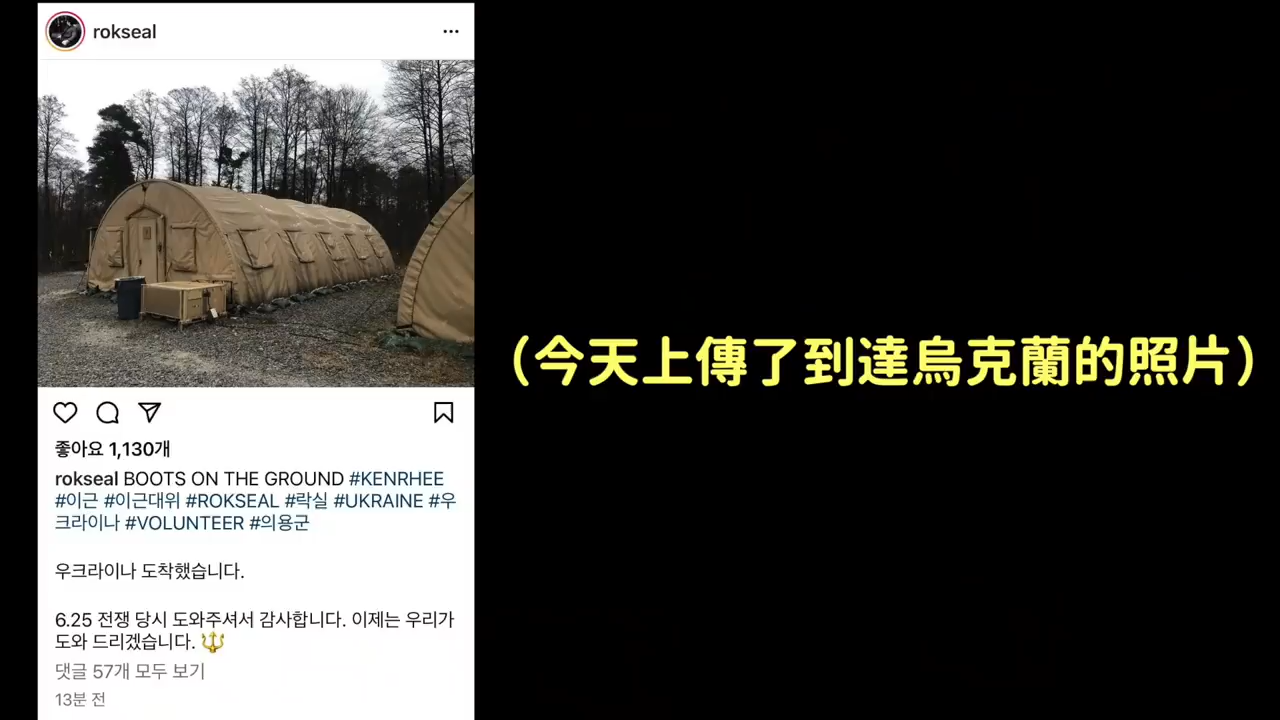 rokseal
좋아요 1,130개
rokseal BOOTS ON THE GROUND #KENRHEE
#이근 #이근대위 #ROKSEAL #락실 #UKRAINE #우
크라이나 #VOLUNTEER #의용군
우크라이나 도착했습니다.
6.25 전쟁 당시 도와주셔서 감사합니다. 이제는 우리가
도와 드리겠습니다. 🔱
댓글 57개 모두 보기
13분 전
（今天上傳了到達烏克蘭的照片）